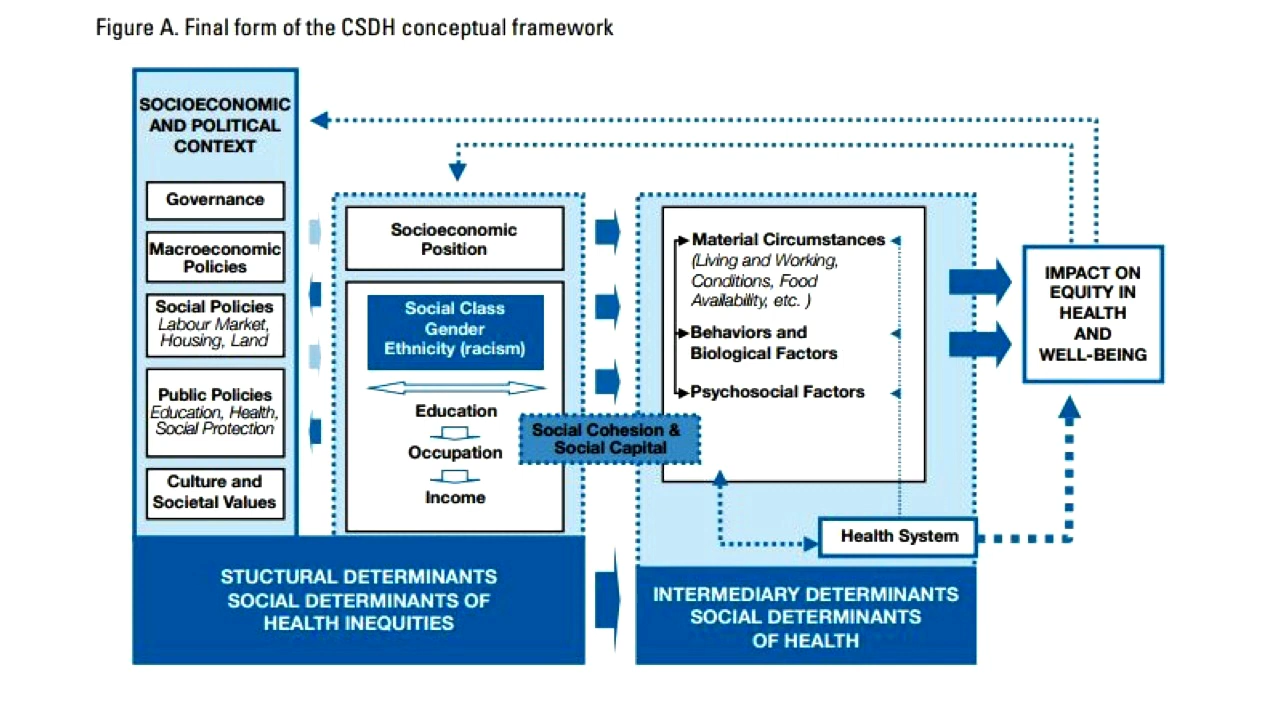 Figure A. Final form of the CSDH conceptual framework
SOCIOECONOMIC
AND POLITICAL
CONTEXT
Governance
Macroeconomic
Policies
Social Policies
Labour Market,
Housing, Land
Public Policies
Education, Health,
Social Protection
Culture and
Societal Values
Socioeconomic
Position
Social Class
Gender
Ethnicity (racism)
Education
Occupation
Income
Social Cohesion &
Social Capital
Material Circumstances
(Living and Working,
Conditions, Food
Availability, etc. )
Behaviors and
Biological Factors
Psychosocial Factors
Health System
IMPACT ON
EQUITY IN
HEALTH
AND
WELL-BEING
STUCTURAL DETERMINANTS
SOCIAL DETERMINANTS OF
HEALTH INEQUITIES
INTERMEDIARY DETERMINANTS
SOCIAL DETERMINANTS
OF HEALTH